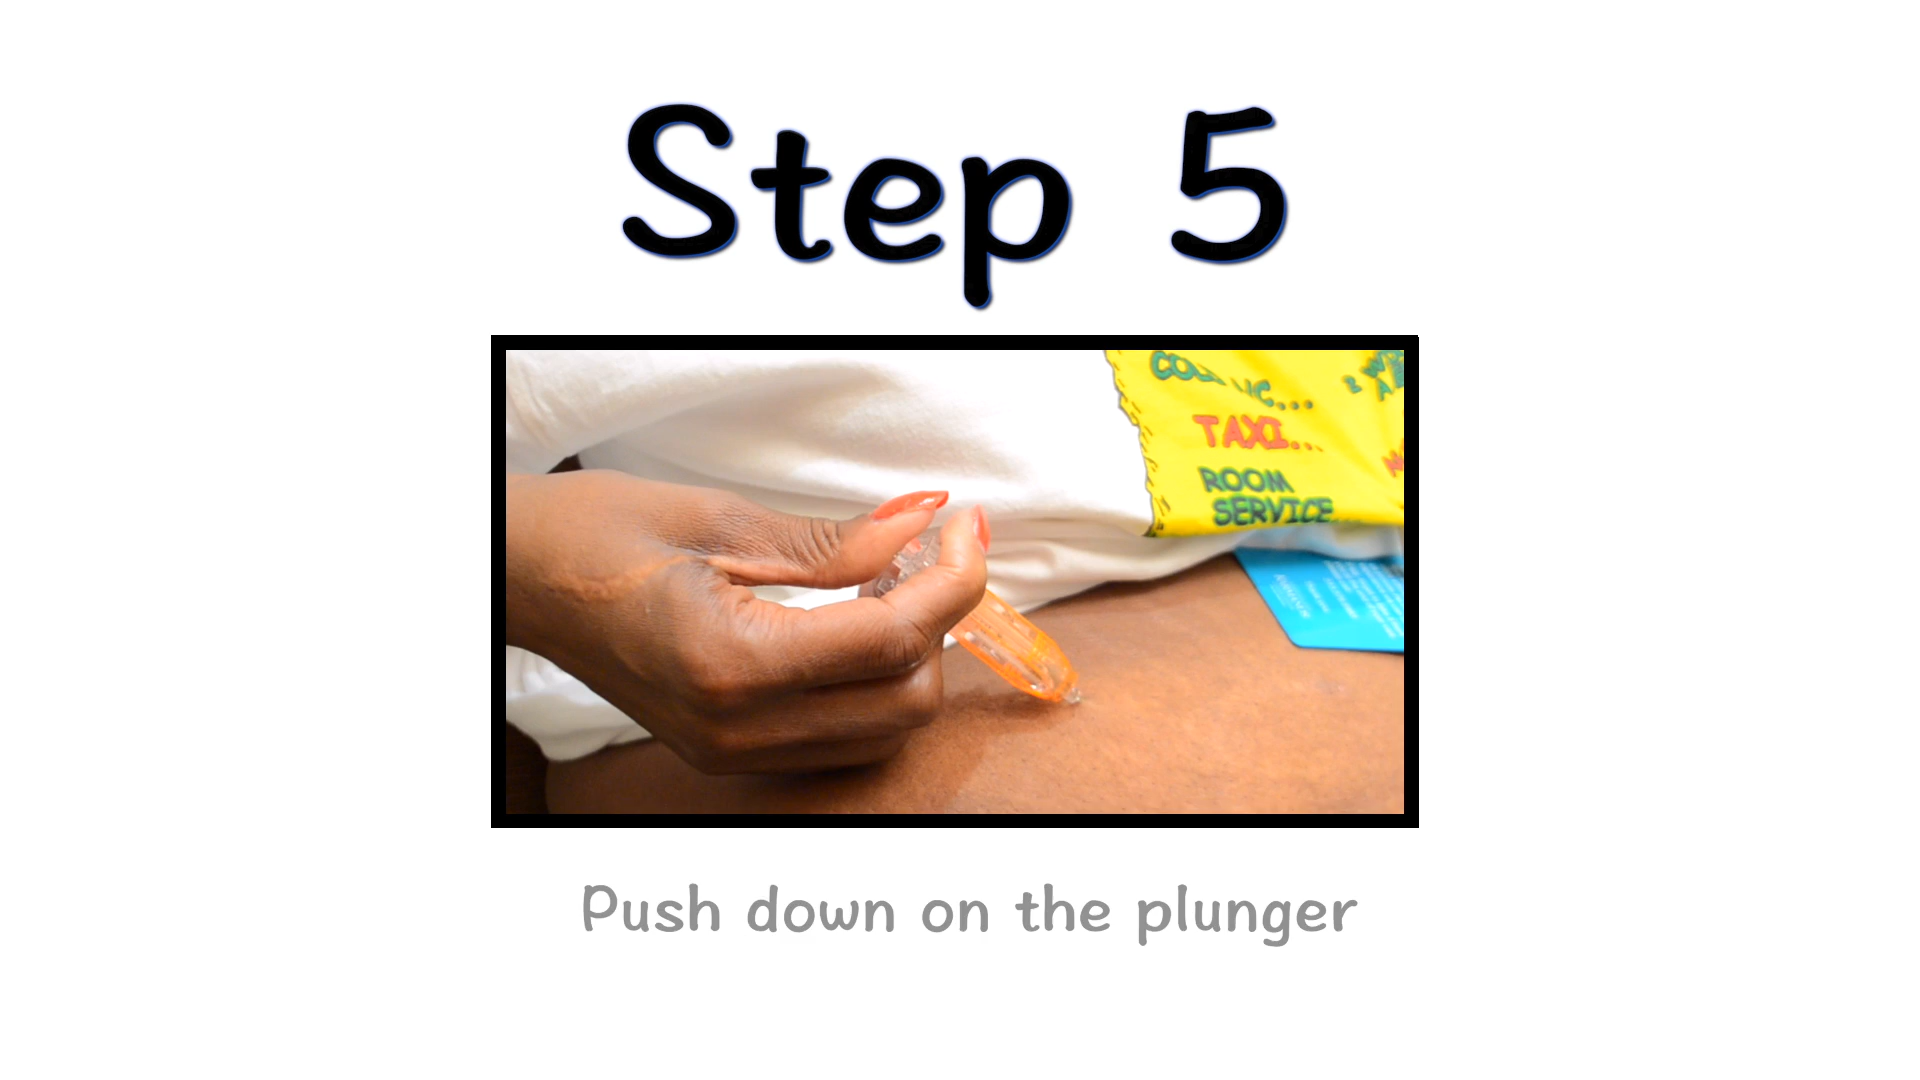 Step 5
TAXI...
ROOM
SERVICE
Push down on the plunger